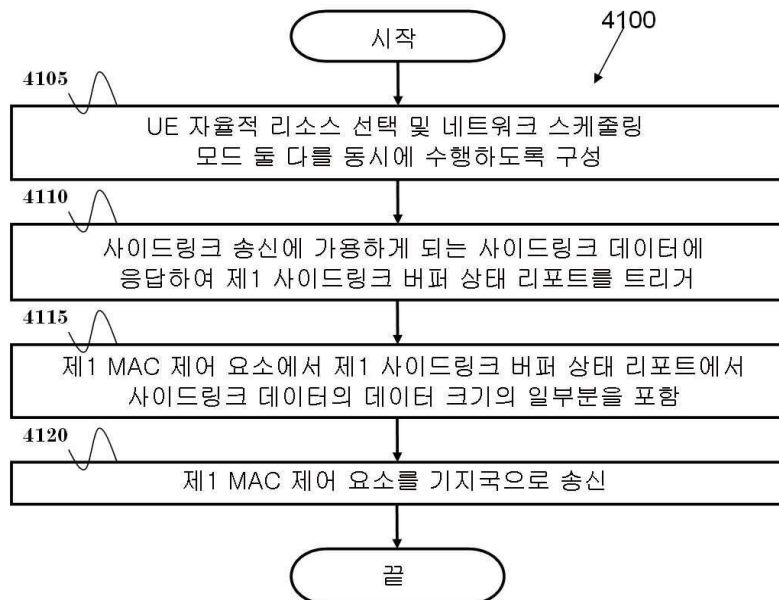 시작
4100
4105
UE 자율적 리소스 선택 및 네트워크 스케줄링
모드 둘 다를 동시에 수행하도록 구성
4110
사이드링크 송신에 가용하게 되는 사이드링크 데이터에
응답하여 제1 사이드링크 버퍼 상태 리포트를 트리거
4115
제1 MAC 제어 요소에서 제1 사이드링크 버퍼 상태 리포트에서
사이드링크 데이터의 데이터 크기의 일부분을 포함
4120
제1 MAC 제어 요소를 기지국으로 송신
끝